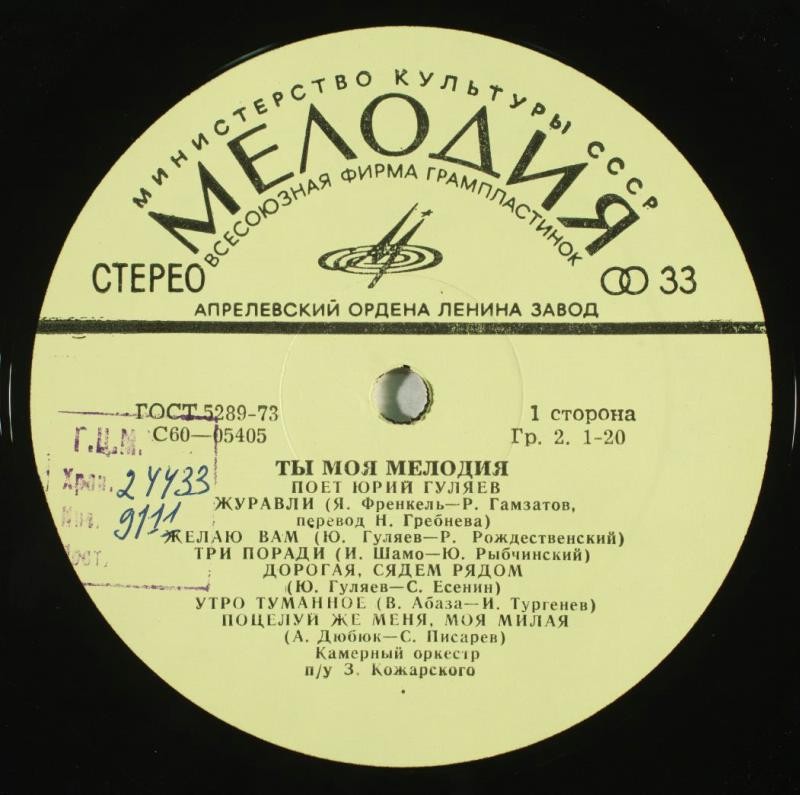 МИНИСТЕРСТВО КУЛЬТУРЫ СССР
МЕЛОДИЯ
ВСЕСОЮЗНАЯ ФИРМА ГРАМПЛАСТИНОК
СТЕРЕО
33
АПРЕЛЕВСКИЙ ОРДЕНА ЛЕНИНА ЗАВОД
ГОСТ 5289-73
1 сторона
С60—05405
Гр. 2. 1-20
Г.Ц.М.
Хран. 24433
Инв. 9111
ТЫ МОЯ МЕЛОДИЯ
ПОЕТ ЮРИЙ ГУЛЯЕВ
ЖУРАВЛИ (Я. Френкель—Р. Гамзатов,
перевод Н. Гребнева)
ЖЕЛАЮ ВАМ (Ю. Гуляев—Р. Рождественский)
ТРИ ПОРАДИ (И. Шамо—Ю. Рыбчинский)
ДОРОГАЯ, СЯДЕМ РЯДОМ
(Ю. Гуляев—С. Есенин)
УТРО ТУМАННОЕ (В. Абаза—И. Тургенев)
ПОЦЕЛУЙ ЖЕ МЕНЯ, МОЯ МИЛАЯ
(А. Дюбюк—С. Писарев)
Камерный оркестр
п/у З. Кожарского